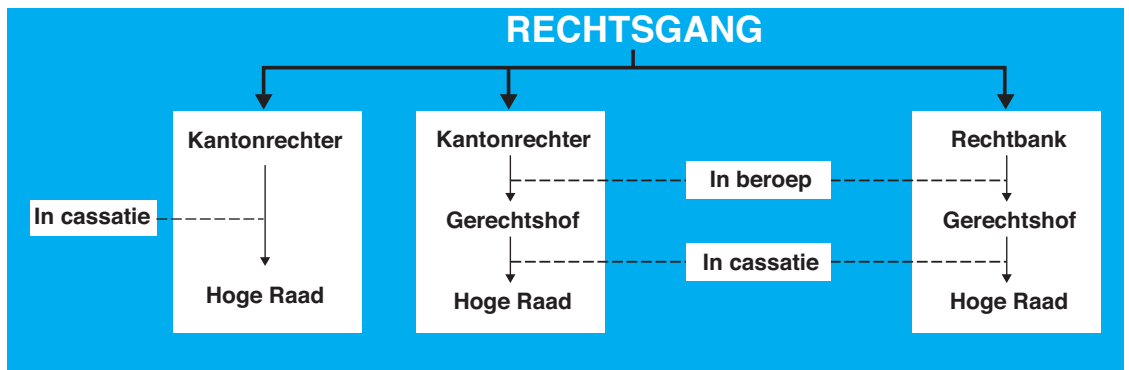 RECHTSGANG
Kantonrechter
Kantonrechter
Rechtbank
In beroep
In cassatie
Gerechtshof
Gerechtshof
In cassatie
Hoge Raad
Hoge Raad
Hoge Raad